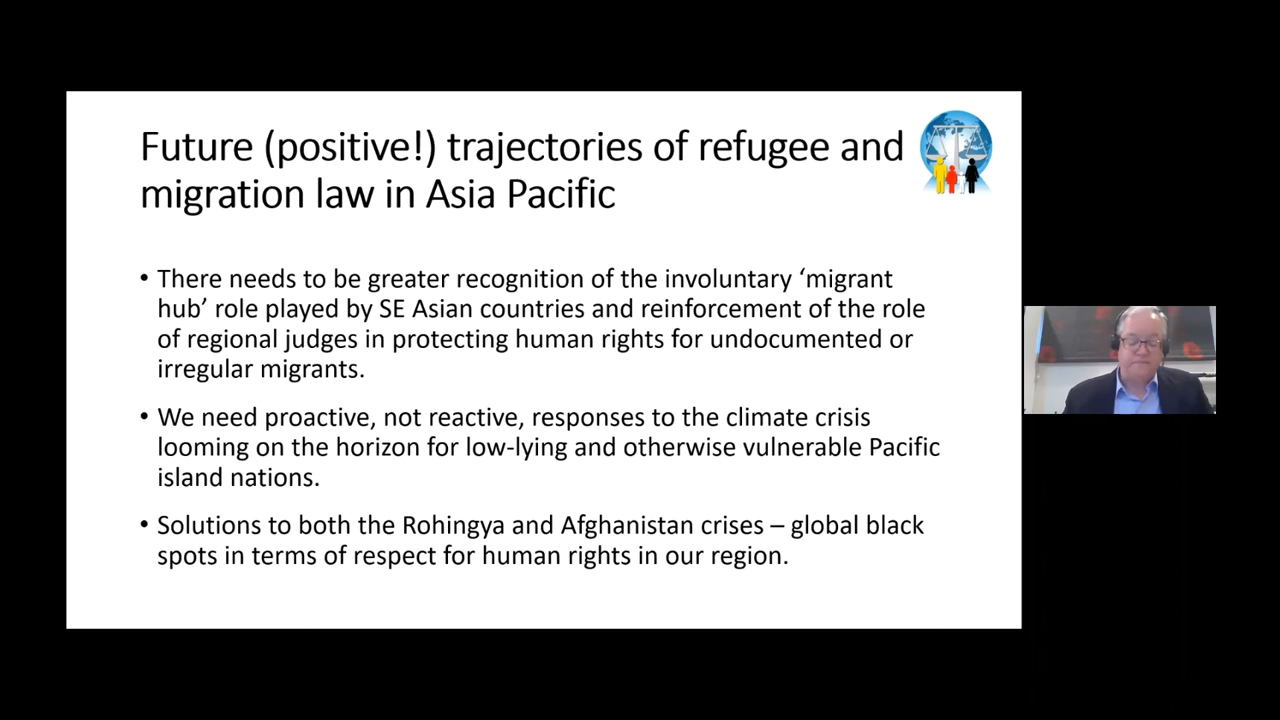 Future (positive!) trajectories of refugee and
migration law in Asia Pacific
• There needs to be greater recognition of the involuntary ‘migrant
hub’ role played by SE Asian countries and reinforcement of the role
of regional judges in protecting human rights for undocumented or
irregular migrants.
• We need proactive, not reactive, responses to the climate crisis
looming on the horizon for low-lying and otherwise vulnerable Pacific
island nations.
• Solutions to both the Rohingya and Afghanistan crises – global black
spots in terms of respect for human rights in our region.